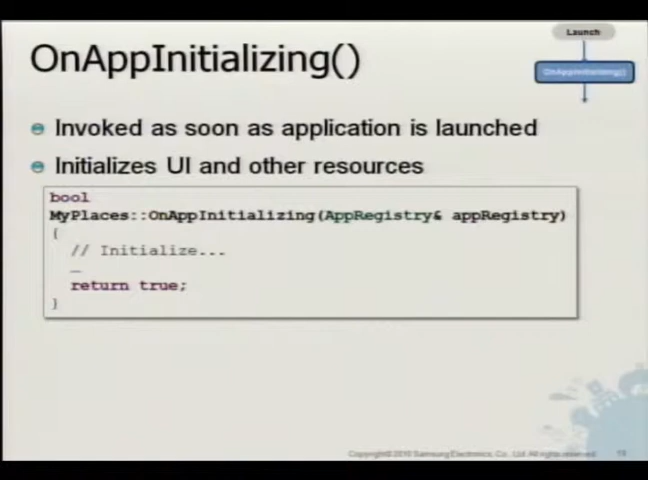 Launch
OnAppInitializing()
OnAppInitializing()
Invoked as soon as application is launched
Initializes UI and other resources
bool
MyPlaces::OnAppInitializing(AppRegistry& appRegistry)
{
// Initialize...
…
return true;
}
Copyright© 2010 Samsung Electronics, Co., Ltd. All rights reserved